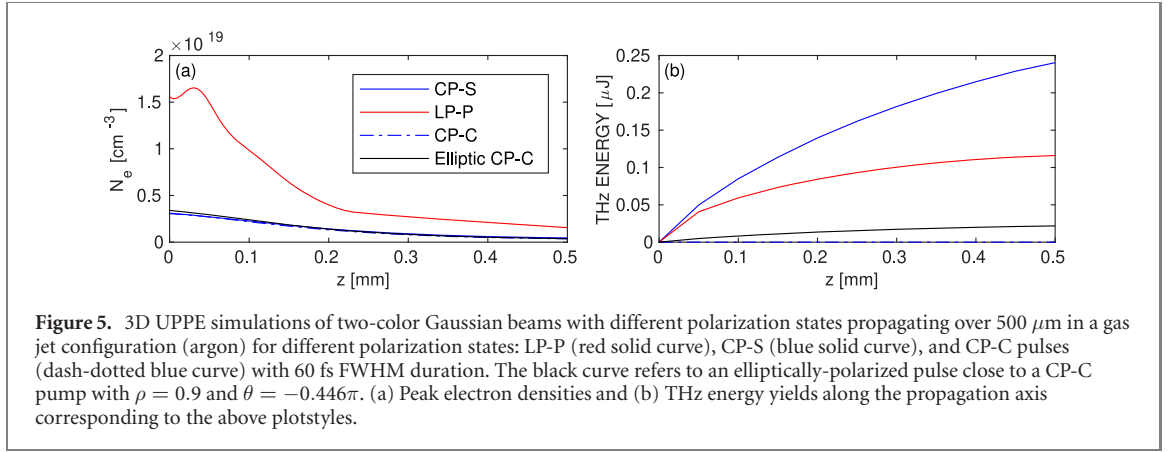 × 10 19
2
1.5
1
0.5
0
(a)
CP-S
LP-P
CP-C
Elliptic CP-C
N e [cm -3 ]
0 0.1 0.2 0.3 0.4 0.5
z [mm]
0.25
0.2
0.15
0.1
0.05
0
(b)
THz ENERGY [μJ]
0 0.1 0.2 0.3 0.4 0.5
z [mm]
Figure 5. 3D UPPE simulations of two-color Gaussian beams with different polarization states propagating over 500 μm in a gas
jet configuration (argon) for different polarization states: LP-P (red solid curve), CP-S (blue solid curve), and CP-C pulses
(dash-dotted blue curve) with 60 fs FWHM duration. The black curve refers to an elliptically-polarized pulse close to a CP-C
pump with ρ = 0.9 and θ = −0.446π. (a) Peak electron densities and (b) THz energy yields along the propagation axis
corresponding to the above plotstyles.